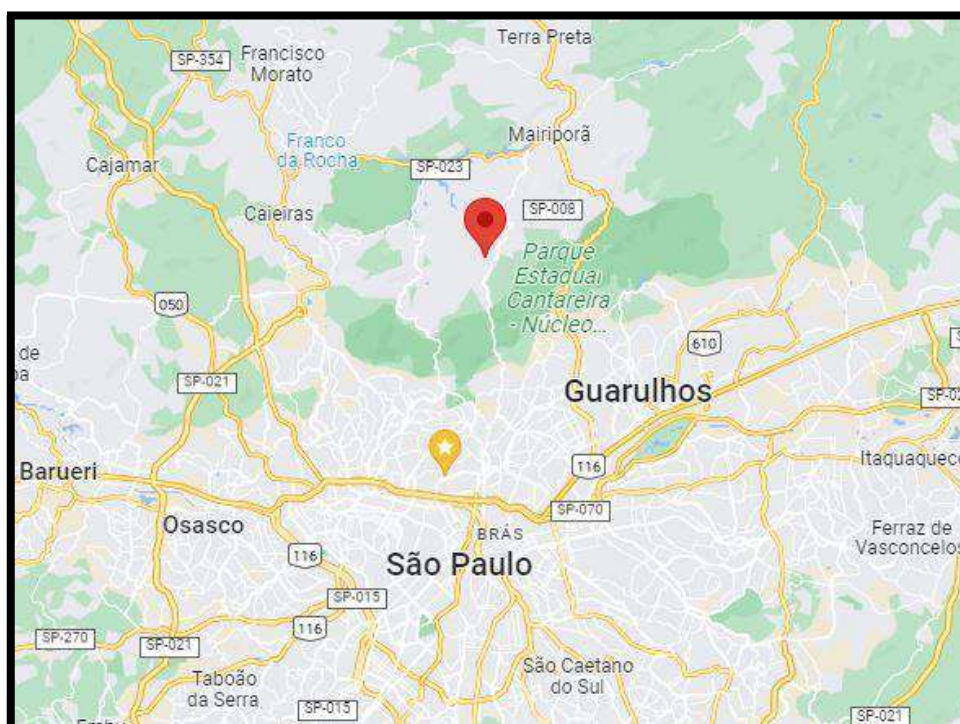 Terra Preta
SP-354
Francisco
Morato
Franco
da Rocha
Mairiporã
Cajamar
SP-023
Caieiras
SP-008
Parque
Estadual
Cantareira
- Núcleo...
050
610
de
SP-021
Guarulhos
SP-02
Barueri
116
Itaquaquec
SP-070
Osasco
BRÁS
Ferraz de
Vasconcelos
116
São Paulo
SP-015
116
SP-270
SP-021
São Caetano
do Sul
Taboão
da Serra
SP-015
SP-021